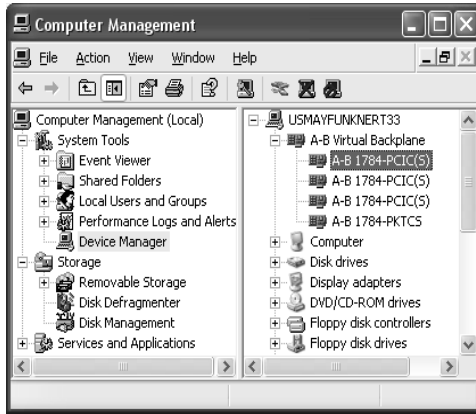 Computer Management
File Action View Window Help
Computer Management (Local)
System Tools
Event Viewer
Shared Folders
Local Users and Groups
Performance Logs and Alerts
Device Manager
Storage
Removable Storage
Disk Defragmenter
Disk Management
Services and Applications
USMAYFUNKNERT33
A-B Virtual Backplane
A-B 1784-PCIC(S)
A-B 1784-PCIC(S)
A-B 1784-PCIC(S)
A-B 1784-PKTCS
Computer
Disk drives
Display adapters
DVD/CD-ROM drives
Floppy disk controllers
Floppy disk drives